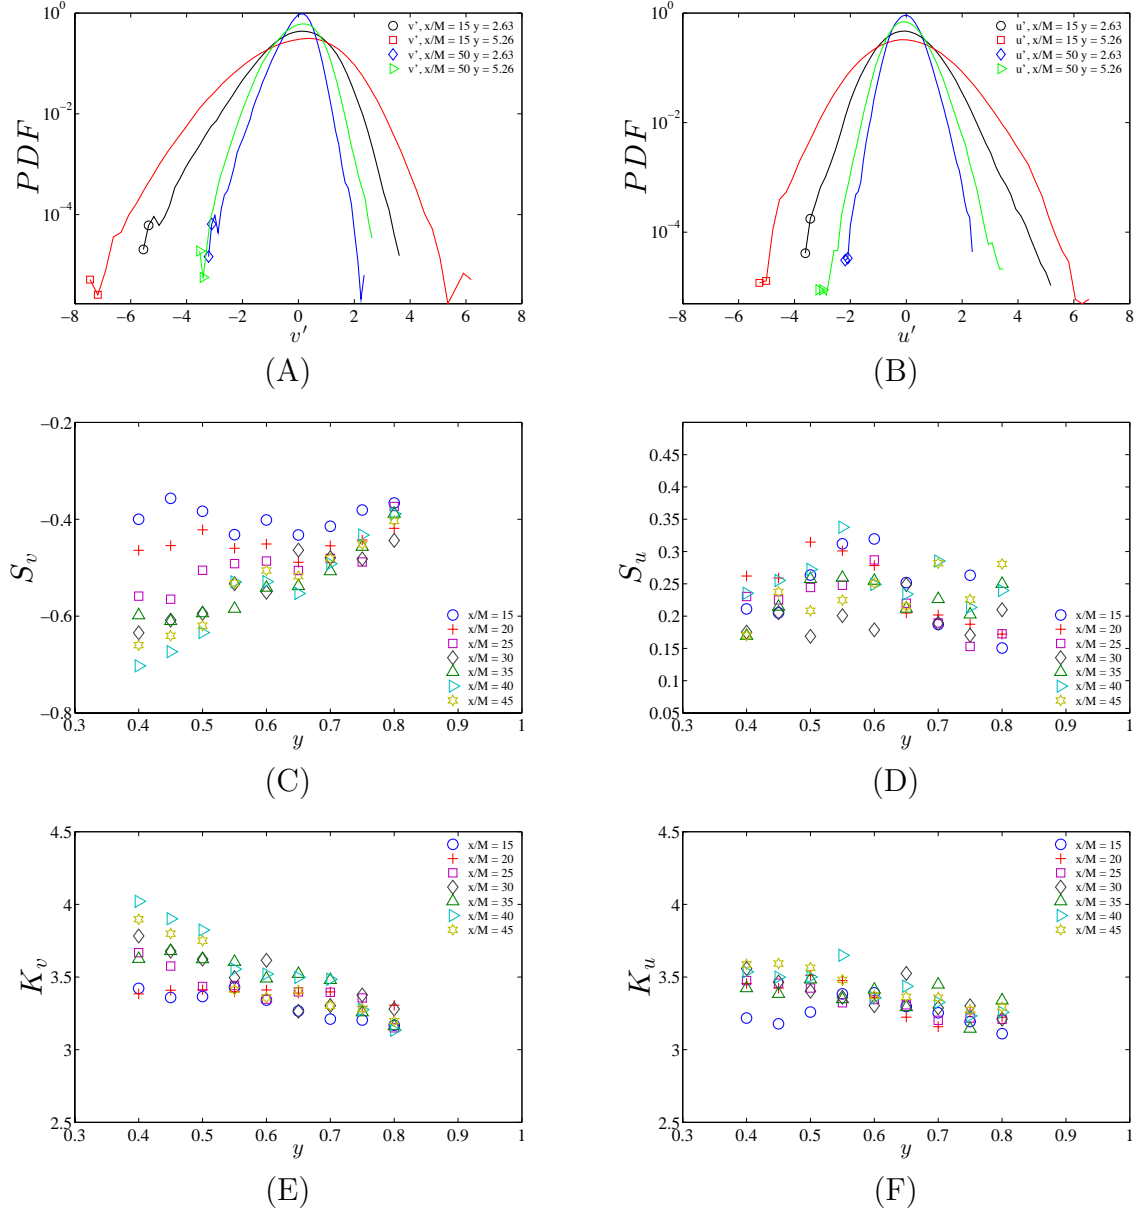 PDF
10^0
10^-2
10^-4
v', x/M = 15 y = 2.63
v', x/M = 15 y = 5.26
v', x/M = 50 y = 2.63
v', x/M = 50 y = 5.26
−8 −6 −4 −2 0 2 4 6 8
v'
(A)
PDF
10^0
10^-2
10^-4
u', x/M = 15 y = 2.63
u', x/M = 15 y = 5.26
u', x/M = 50 y = 2.63
u', x/M = 50 y = 5.26
−8 −6 −4 −2 0 2 4 6 8
u'
(B)
S_v
−0.2
−0.4
−0.6
−0.8
x/M = 15
x/M = 20
x/M = 25
x/M = 30
x/M = 35
x/M = 40
x/M = 45
0.3 0.4 0.5 0.6 0.7 0.8 0.9 1
y
(C)
S_u
0.45
0.4
0.35
0.3
0.25
0.2
0.15
0.1
0.05
x/M = 15
x/M = 20
x/M = 25
x/M = 30
x/M = 35
x/M = 40
x/M = 45
0.3 0.4 0.5 0.6 0.7 0.8 0.9 1
y
(D)
K_v
4.5
4
3.5
3
2.5
x/M = 15
x/M = 20
x/M = 25
x/M = 30
x/M = 35
x/M = 40
x/M = 45
0.3 0.4 0.5 0.6 0.7 0.8 0.9 1
y
(E)
K_u
4.5
4
3.5
3
2.5
x/M = 15
x/M = 20
x/M = 25
x/M = 30
x/M = 35
x/M = 40
x/M = 45
0.3 0.4 0.5 0.6 0.7 0.8 0.9 1
y
(F)